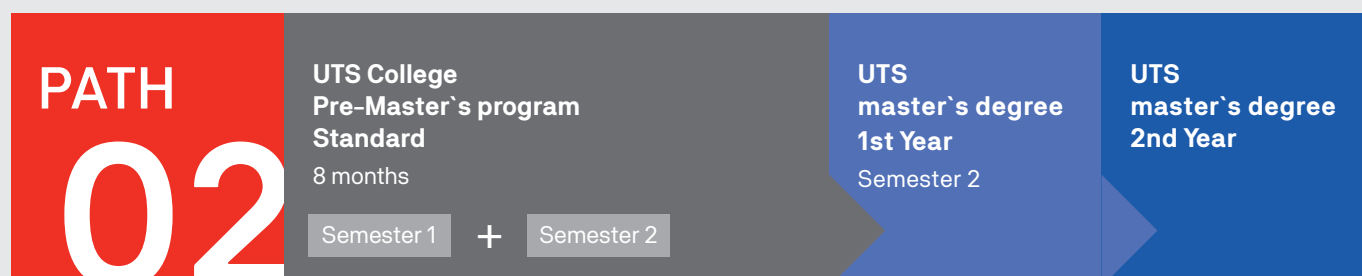 PATH
02
UTS College
Pre-Master`s program
Standard
8 months
Semester 1 + Semester 2
UTS
master`s degree
1st Year
Semester 2
UTS
master`s degree
2nd Year